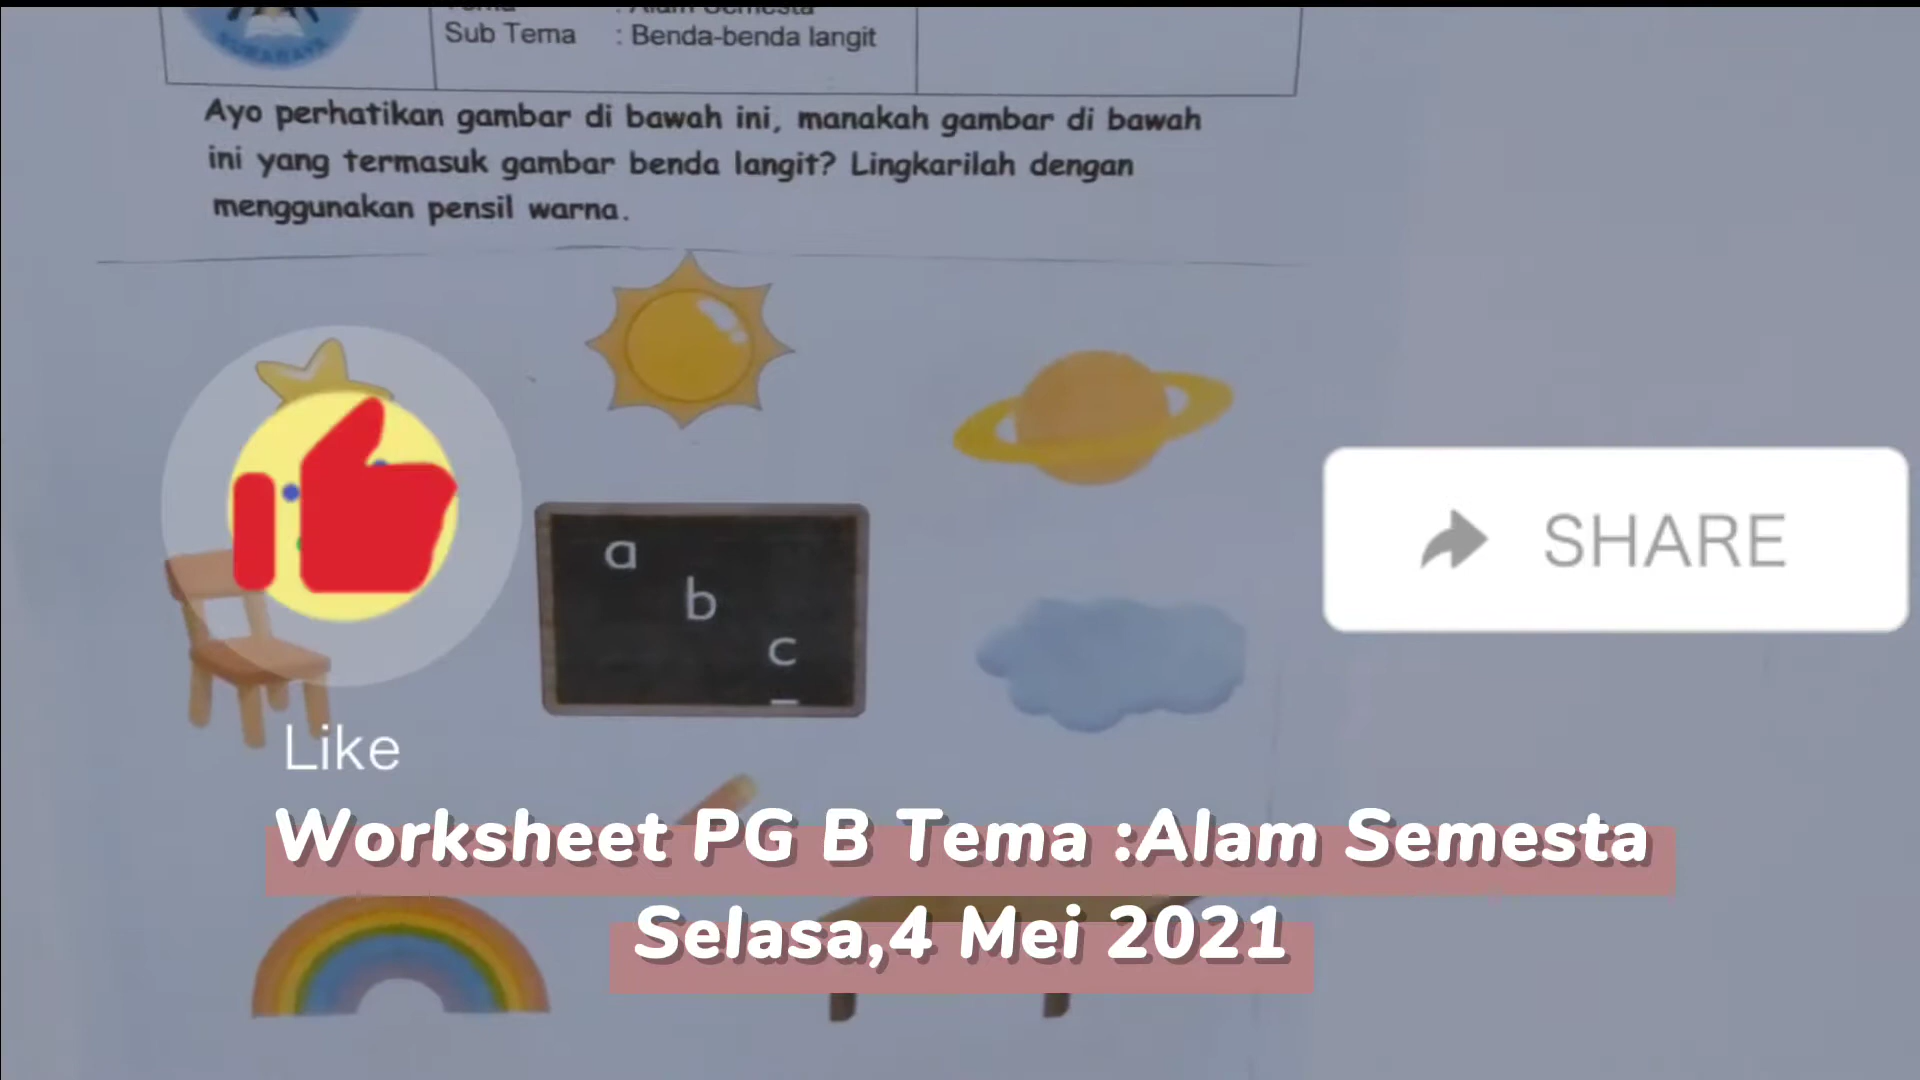 Sub Tema : Benda-benda langit
SURABAYA
Ayo perhatikan gambar di bawah ini, manakah gambar di bawah
ini yang termasuk gambar benda langit? Lingkarilah dengan
menggunakan pensil warna.
a
b
c
SHARE
Like
Worksheet PG B Tema :Alam Semesta
Selasa,4 Mei 2021